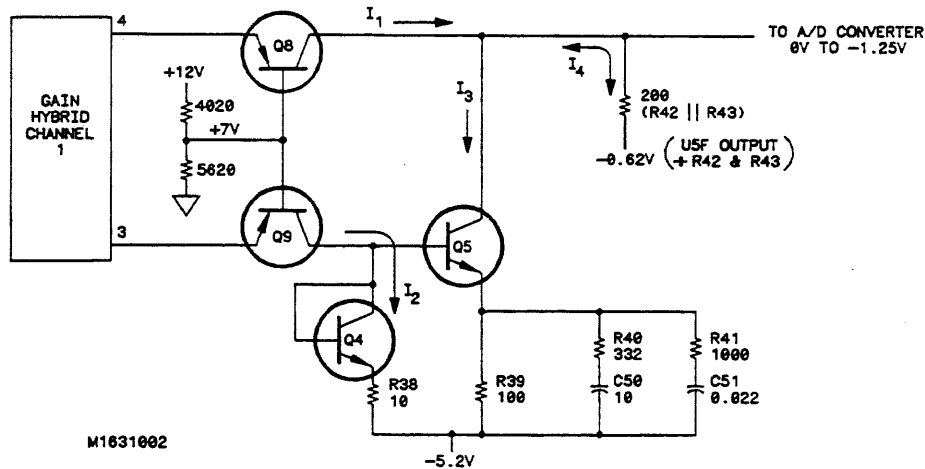 4
I1
Q8
TO A/D CONVERTER
0V TO -1.25V
+12V
4020
+7V
5620
GAIN
HYBRID
CHANNEL
1
I3
I4
200
(R42 || R43)
-0.62V
(U5F OUTPUT
+ R42 & R43)
3
Q9
Q5
I2
Q4
R38
10
R39
100
R40
332
C50
10
R41
1000
C51
0.022
M1631002
-5.2V